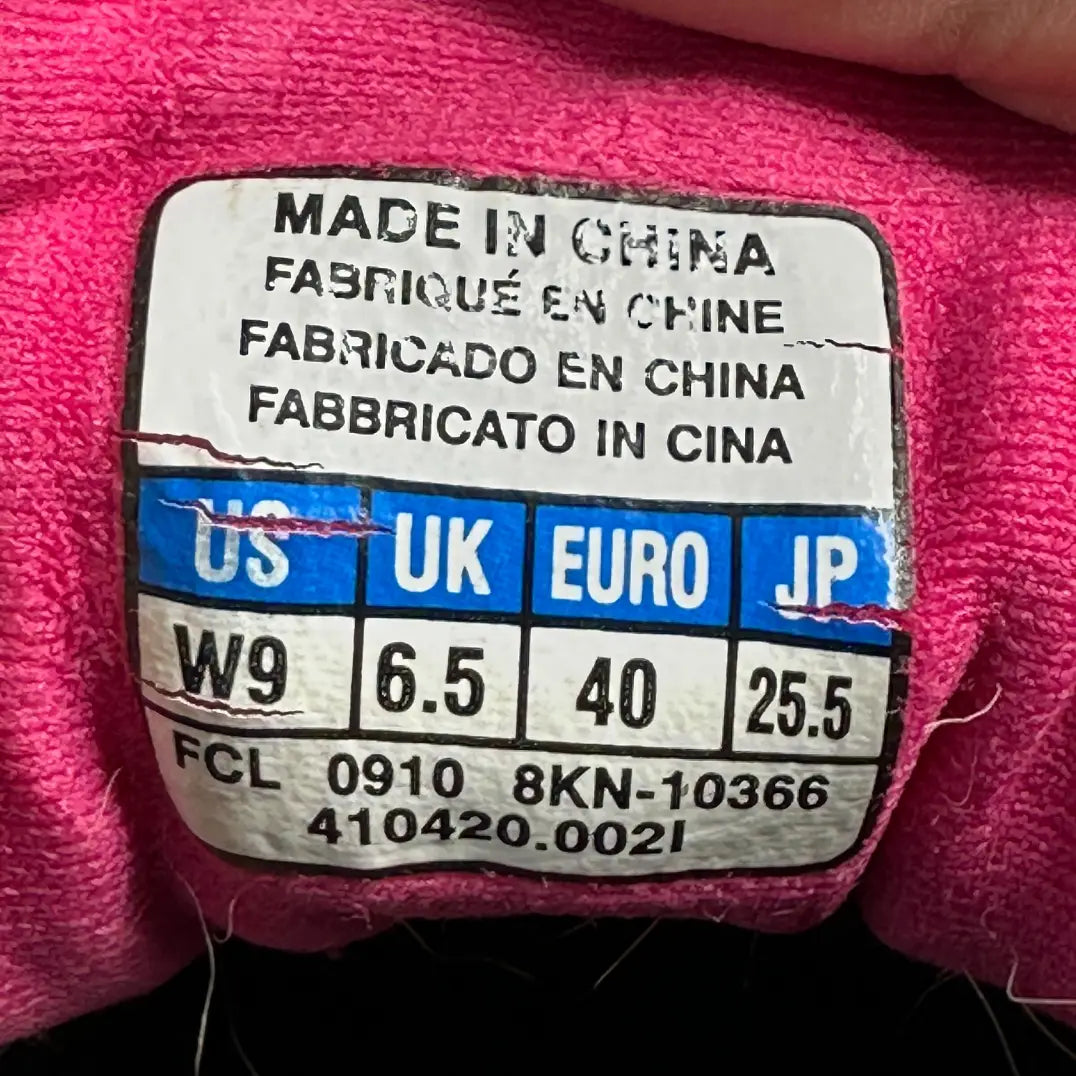 MADE IN CHINA
FABRIQUÉ EN CHINE
FABRICADO EN CHINA
FABBRICATO IN CINA
US UK EURO JP
W9 6.5 40 25.5
FCL 0910 8KN-10366
410420.002I